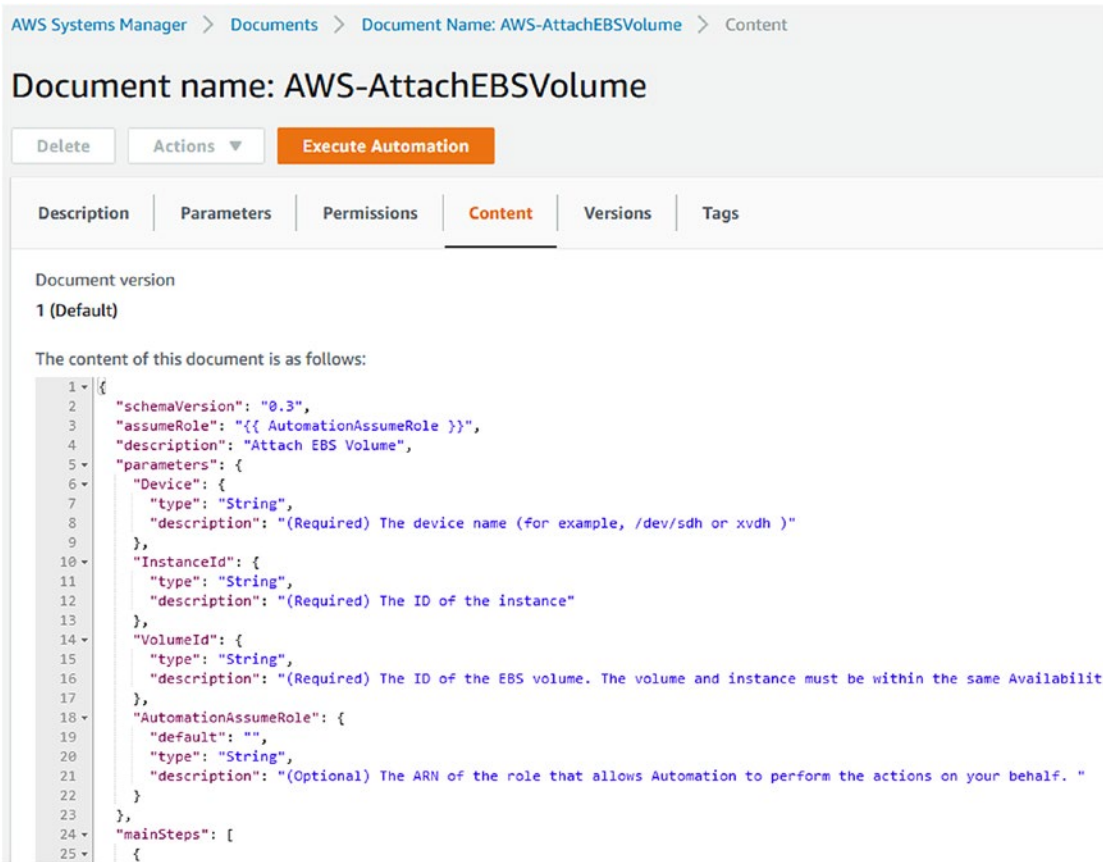 AWS Systems Manager > Documents > Document Name: AWS-AttachEBSVolume > Content
Document name: AWS-AttachEBSVolume
Delete Actions ▼ Execute Automation
Description Parameters Permissions Content Versions Tags
Document version
1 (Default)
The content of this document is as follows:
1 {
2 "schemaVersion": "0.3",
3 "assumeRole": "{{ AutomationAssumeRole }}",
4 "description": "Attach EBS Volume",
5 "parameters": {
6 "Device": {
7 "type": "String",
8 "description": "(Required) The device name (for example, /dev/sdh or xvdh )"
9 },
10 "InstanceId": {
11 "type": "String",
12 "description": "(Required) The ID of the instance"
13 },
14 "VolumeId": {
15 "type": "String",
16 "description": "(Required) The ID of the EBS volume. The volume and instance must be within the same Availabilit
17 },
18 "AutomationAssumeRole": {
19 "default": "",
20 "type": "String",
21 "description": "(Optional) The ARN of the role that allows Automation to perform the actions on your behalf. "
22 }
23 },
24 "mainSteps": [
25 {